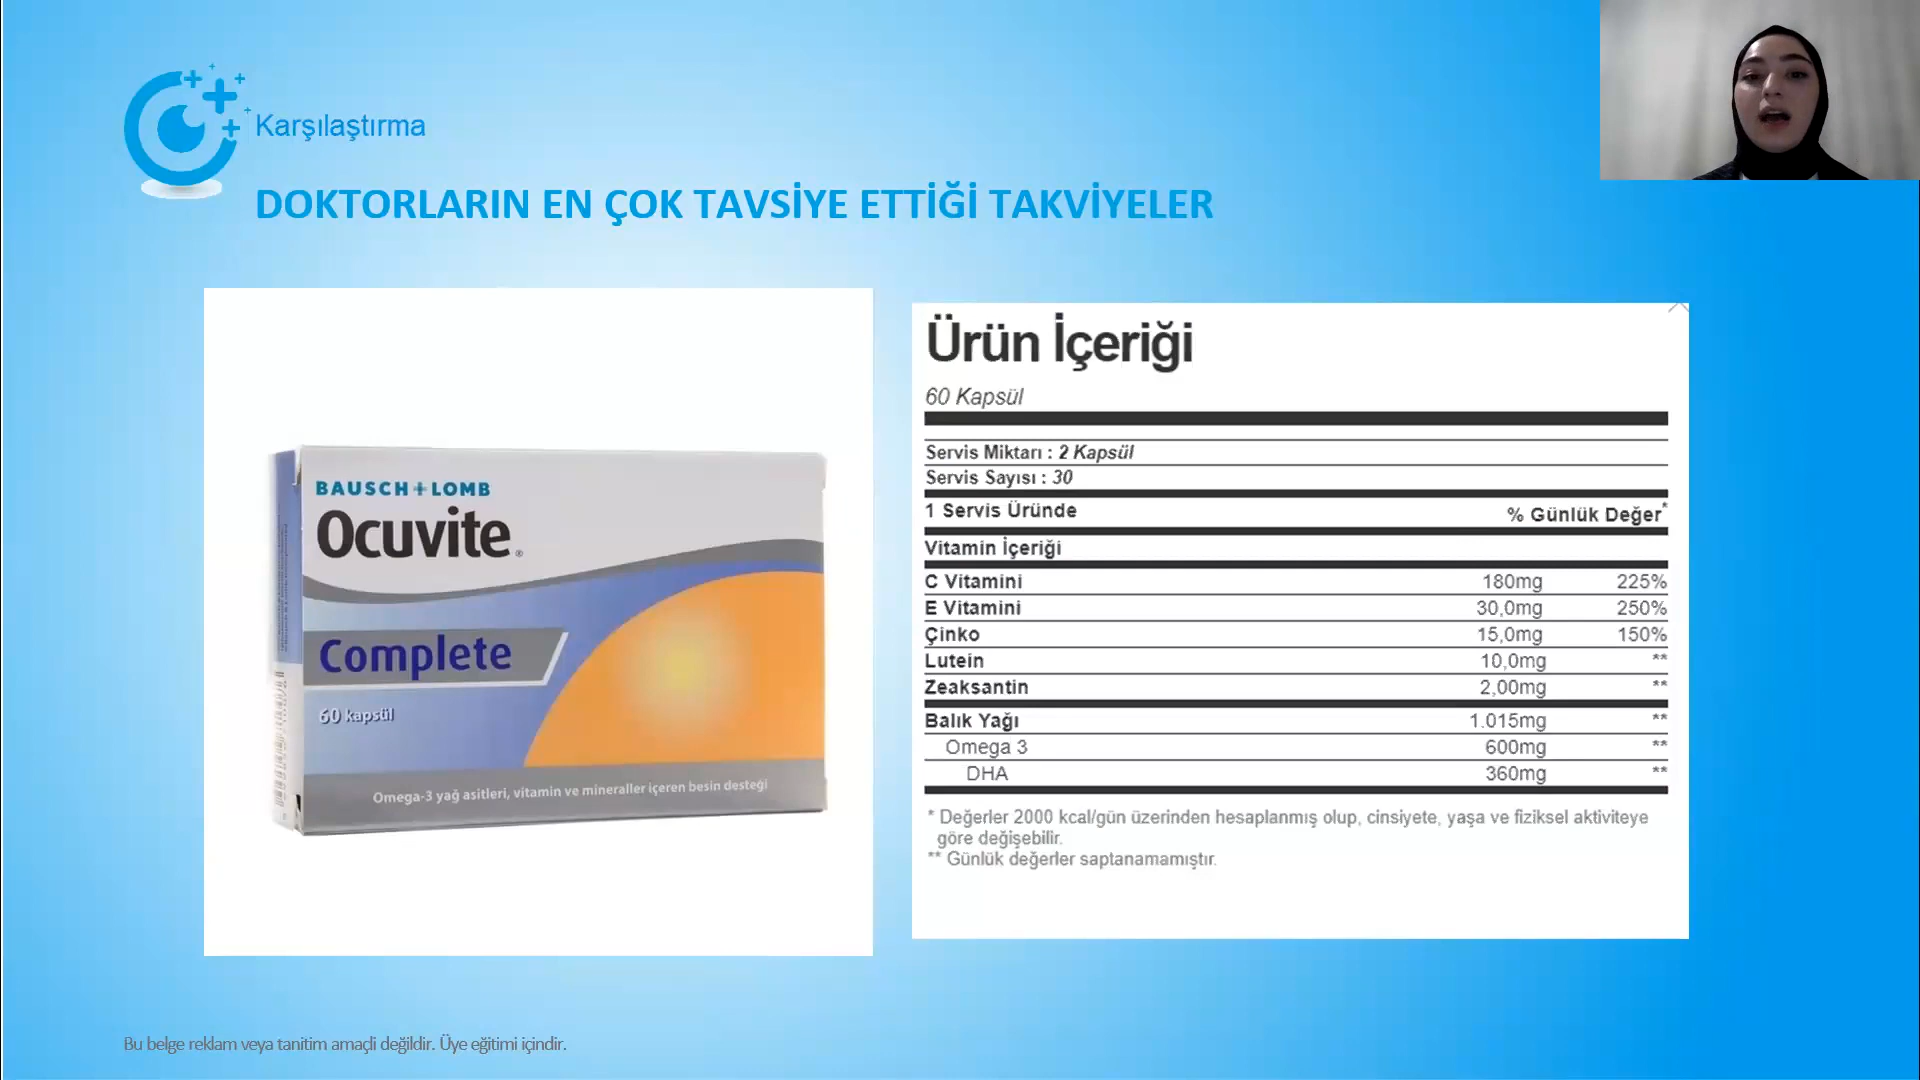 Karşılaştırma
DOKTORLARIN EN ÇOK TAVSİYE ETTİĞİ TAKVİYELER
BAUSCH+LOMB
Ocuvite®
Complete
60 kapsül
Omega-3 yağ asitleri, vitamin ve mineraller içeren besin desteği
Ürün İçeriği
60 Kapsül
Servis Miktarı : 2 Kapsül
Servis Sayısı : 30
1 Servis Üründe % Günlük Değer*
Vitamin İçeriği
C Vitamini 180mg 225%
E Vitamini 30,0mg 250%
Çinko 15,0mg 150%
Lutein 10,0mg **
Zeaksantin 2,00mg **
Balık Yağı 1.015mg **
Omega 3 600mg **
DHA 360mg **
* Değerler 2000 kcal/gün üzerinden hesaplanmış olup, cinsiyete, yaşa ve fiziksel aktiviteye
göre değişebilir.
** Günlük değerler saptanamamıştır.
Bu belge reklam veya tanitim amaçli değildir. Üye eğitimi içindir.